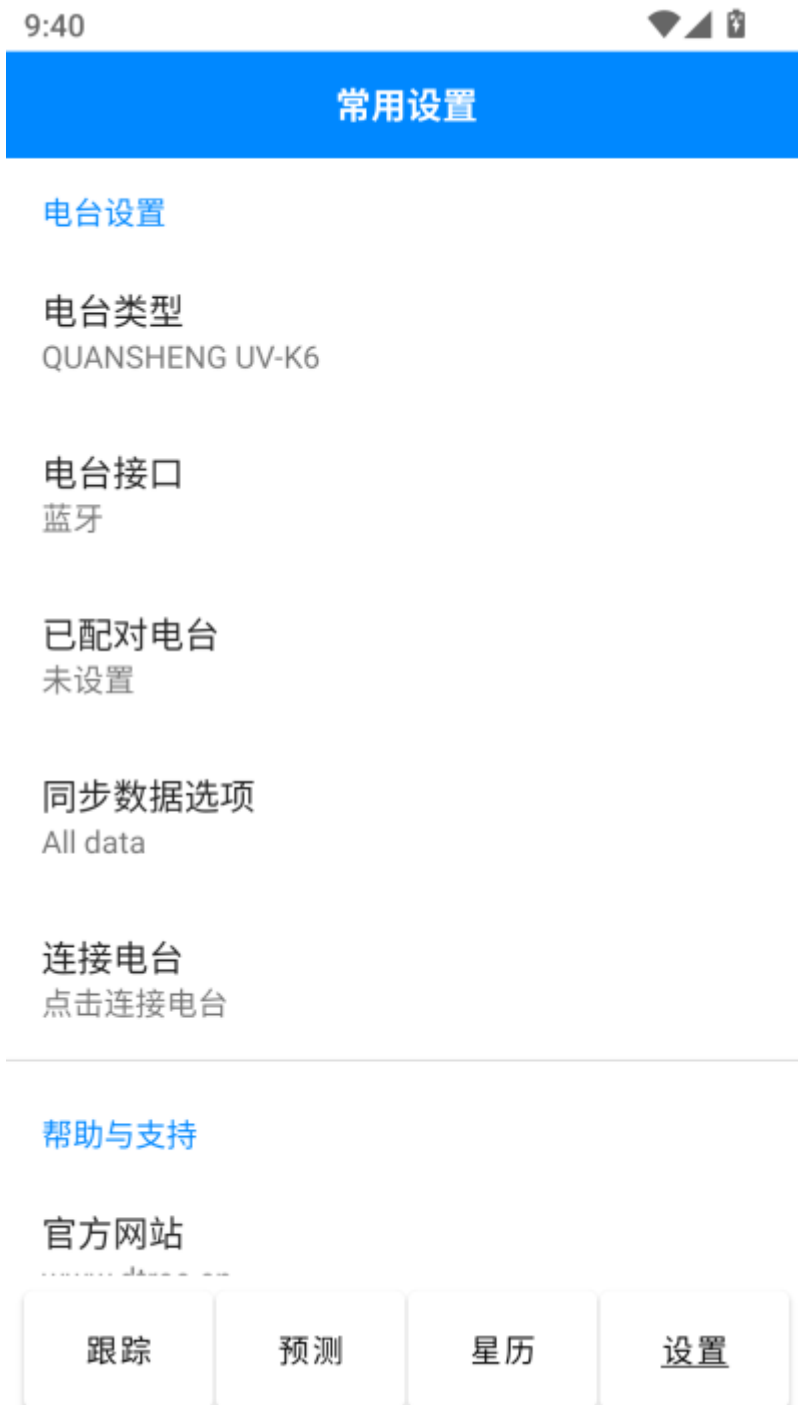 9:40
常用设置
电台设置
电台类型
QUANSHENG UV-K6
电台接口
蓝牙
已配对电台
未设置
同步数据选项
All data
连接电台
点击连接电台
帮助与支持
官方网站
跟踪
预测
星历
设置